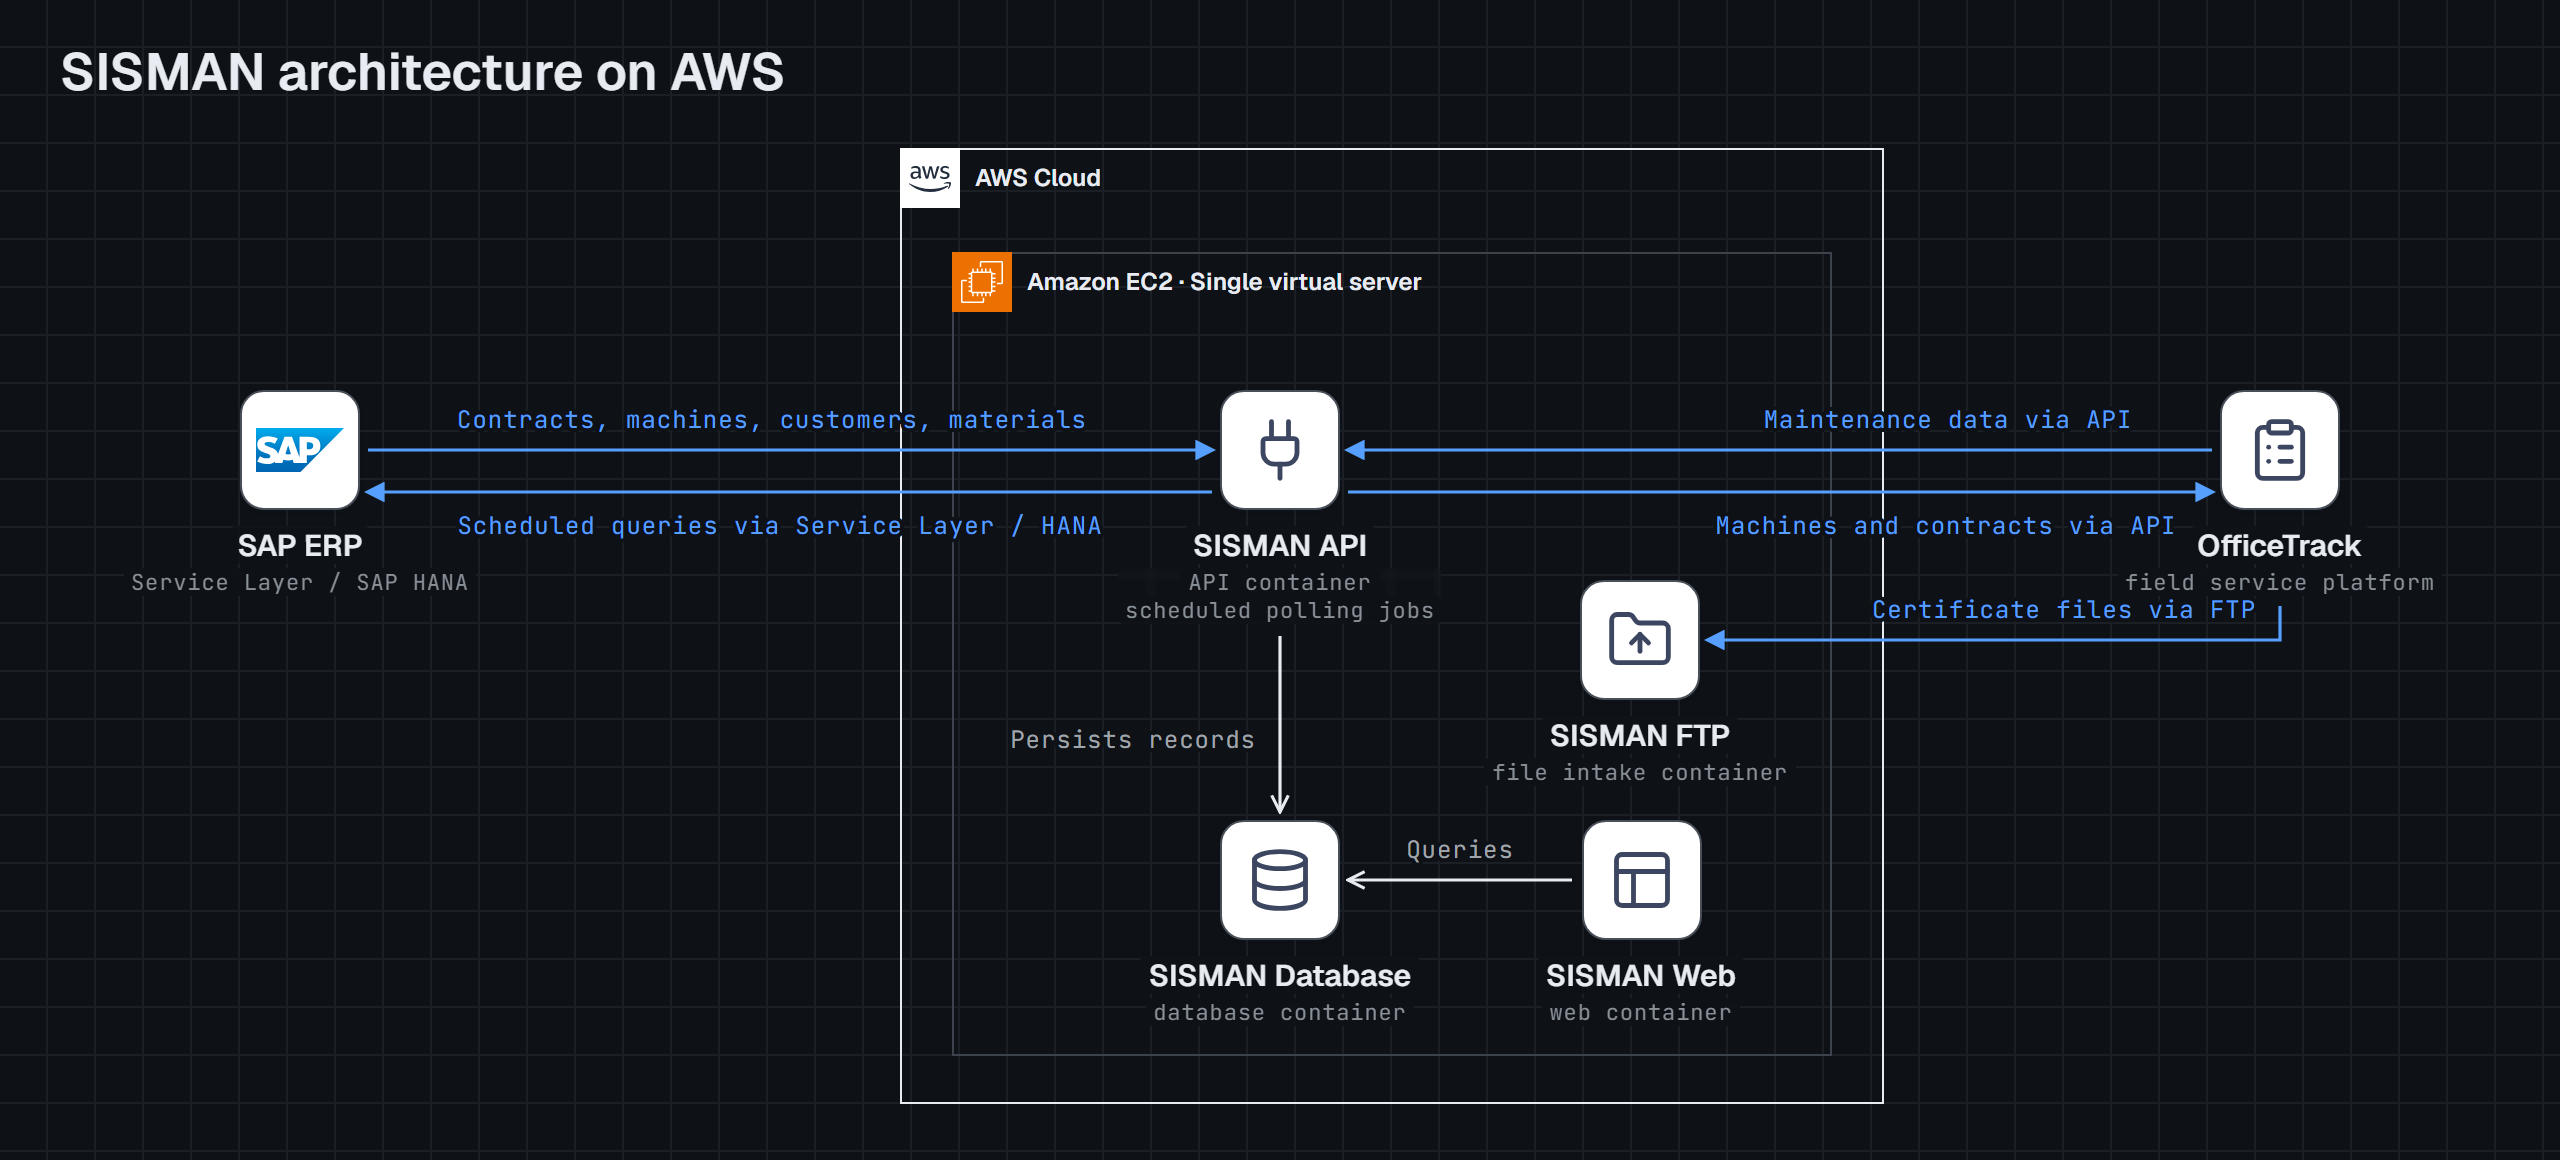 SISMAN architecture on AWS
aws
AWS Cloud
Amazon EC2 · Single virtual server
Contracts, machines, customers, materials
Maintenance data via API
SAP
Scheduled queries via Service Layer / HANA
Machines and contracts via API
SAP ERP
Service Layer / SAP HANA
SISMAN API
API container
scheduled polling jobs
OfficeTrack
field service platform
Certificate files via FTP
SISMAN FTP
file intake container
Persists records
Queries
SISMAN Database
database container
SISMAN Web
web container